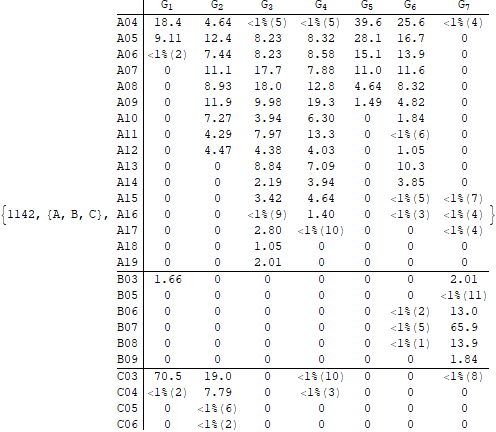 G1 G2 G3 G4 G5 G6 G7
A04 18.4 4.64 <1%(5) <1%(5) 39.6 25.6 <1%(4)
A05 9.11 12.4 8.23 8.32 28.1 16.7 0
A06 <1%(2) 7.44 8.23 8.58 15.1 13.9 0
A07 0 11.1 17.7 7.88 11.0 11.6 0
A08 0 8.93 18.0 12.8 4.64 8.32 0
A09 0 11.9 9.98 19.3 1.49 4.82 0
A10 0 7.27 3.94 6.30 0 1.84 0
A11 0 4.29 7.97 13.3 0 <1%(6) 0
A12 0 4.47 4.38 4.03 0 1.05 0
A13 0 0 8.84 7.09 0 10.3 0
A14 0 0 2.19 3.94 0 3.85 0
A15 0 0 3.42 4.64 0 <1%(5) <1%(7)
{1142, {A, B, C}, A16 0 0 <1%(9) 1.40 0 <1%(3) <1%(4) }
A17 0 0 2.80 <1%(10) 0 0 <1%(4)
A18 0 0 1.05 0 0 0 0
A19 0 0 2.01 0 0 0 0
B03 1.66 0 0 0 0 0 2.01
B05 0 0 0 0 0 0 <1%(11)
B06 0 0 0 0 0 <1%(2) 13.0
B07 0 0 0 0 0 <1%(5) 65.9
B08 0 0 0 0 0 <1%(1) 13.9
B09 0 0 0 0 0 0 1.84
C03 70.5 19.0 0 <1%(10) 0 0 <1%(8)
C04 <1%(2) 7.79 0 <1%(3) 0 0 0
C05 0 <1%(6) 0 0 0 0 0
C06 0 <1%(2) 0 0 0 0 0